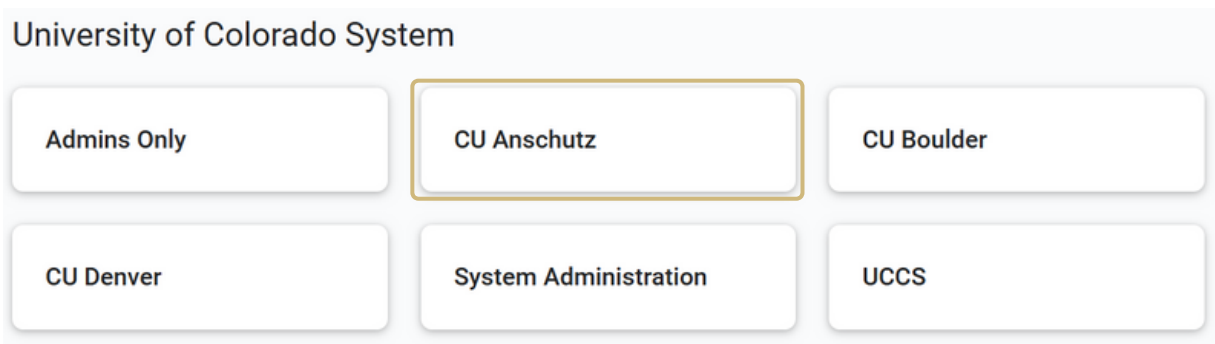 University of Colorado System
Admins Only
CU Anschutz
CU Boulder
CU Denver
System Administration
UCCS